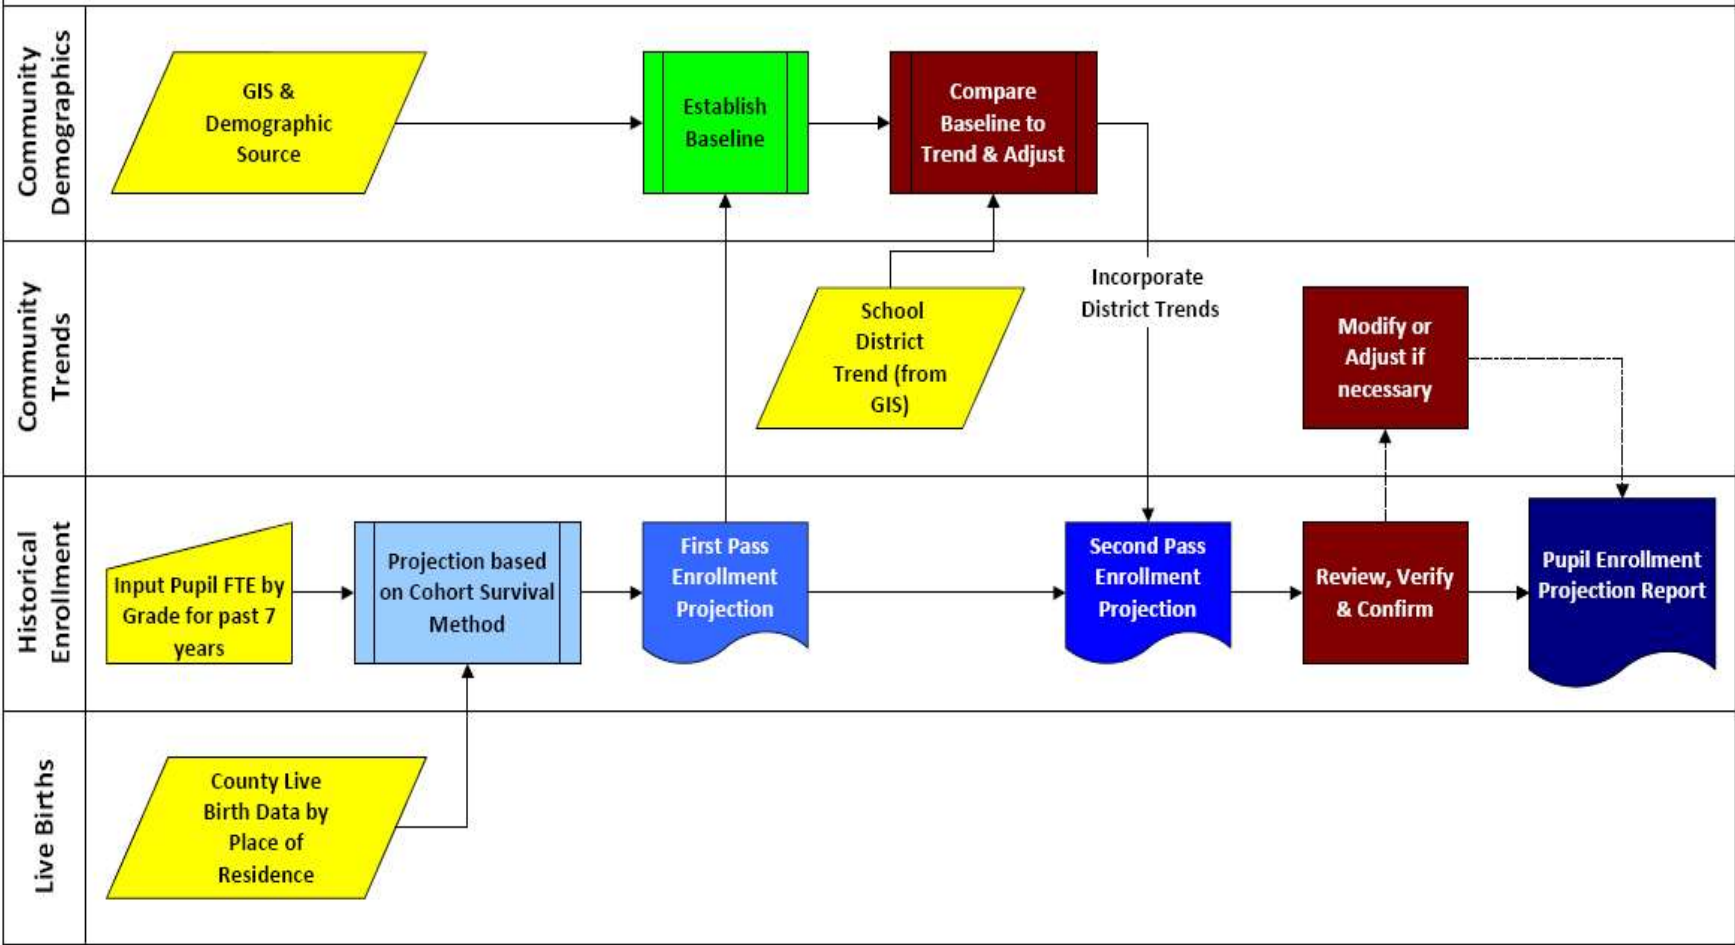 Community
Demographics
GIS &
Demographic
Source
Establish
Baseline
Compare
Baseline to
Trend & Adjust
Community
Trends
School
District
Trend (from
GIS)
Incorporate
District Trends
Modify or
Adjust if
necessary
Historical
Enrollment
Input Pupil FTE by
Grade for past 7
years
Projection based
on Cohort Survival
Method
First Pass
Enrollment
Projection
Second Pass
Enrollment
Projection
Review, Verify
& Confirm
Pupil Enrollment
Projection Report
Live Births
County Live
Birth Data by
Place of
Residence